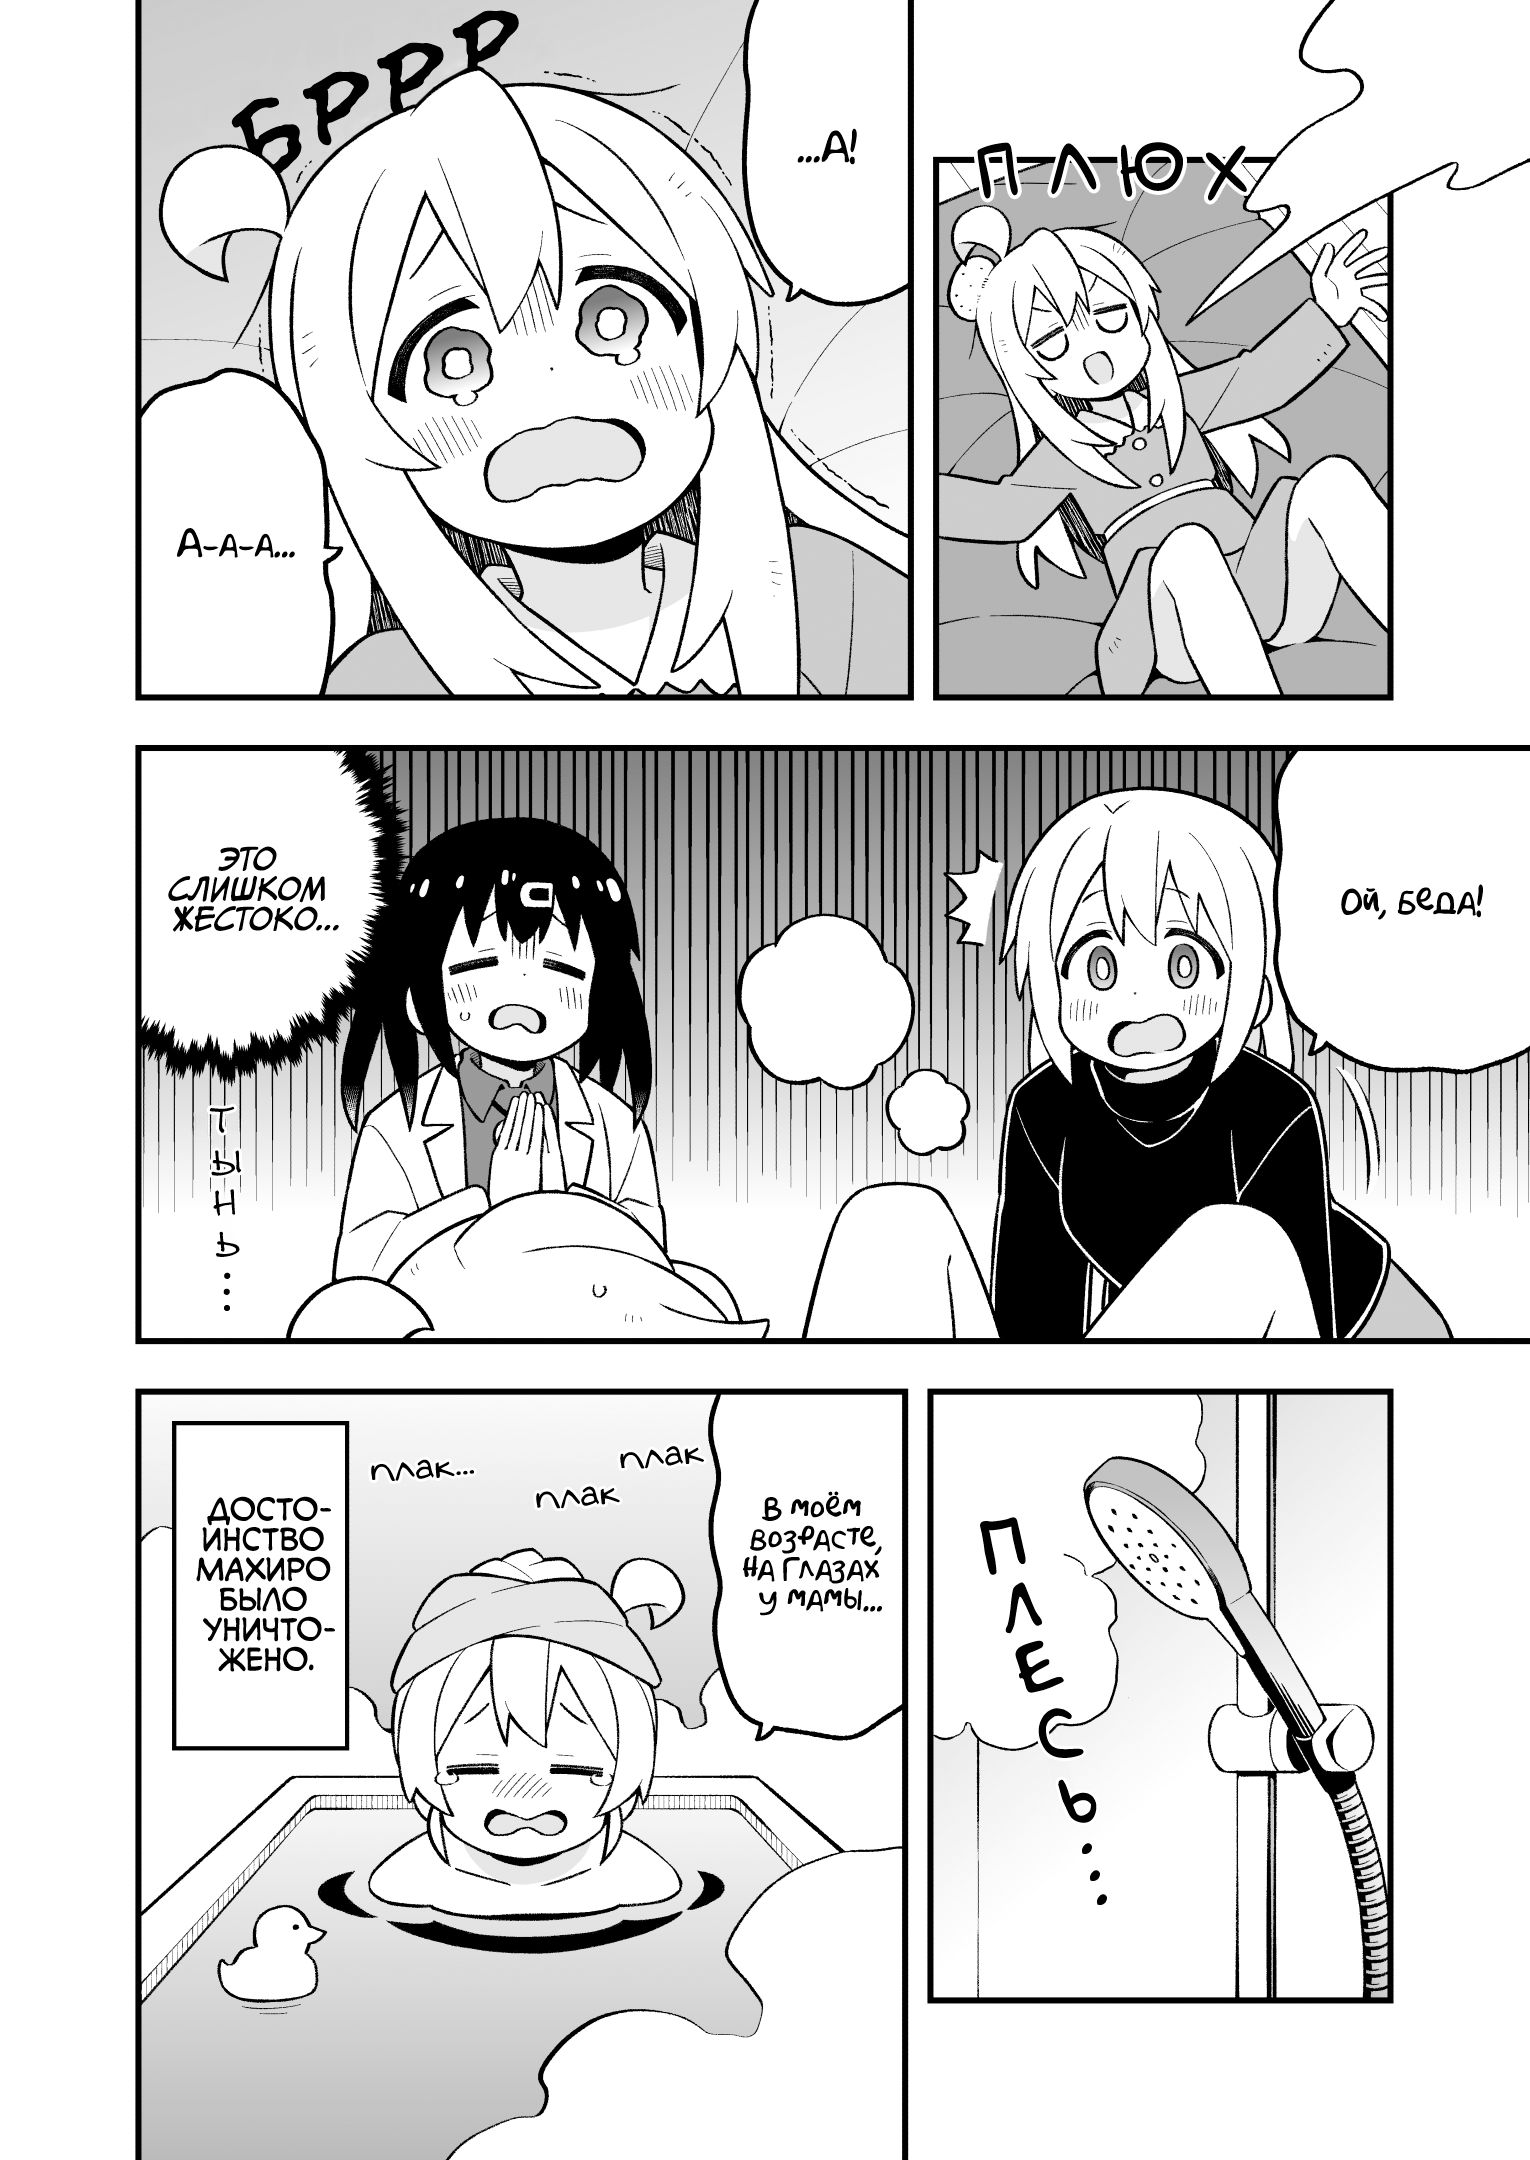 ПЛЮХ
...А!
БРРР
А-А-А...
ОЙ, БЕДА!
ЭТО
СЛИШКОМ
ЖЕСТОКО...
ТЫНЬ...
ПЛЕСЬ...
В МОЁМ
ВОЗРАСТЕ,
НА ГЛАЗАХ
У МАМЫ...
ПЛАК
ПЛАК
ПЛАК...
ДОСТО-
ИНСТВО
МАХИРО
БЫЛО
УНИЧТО-
ЖЕНО.